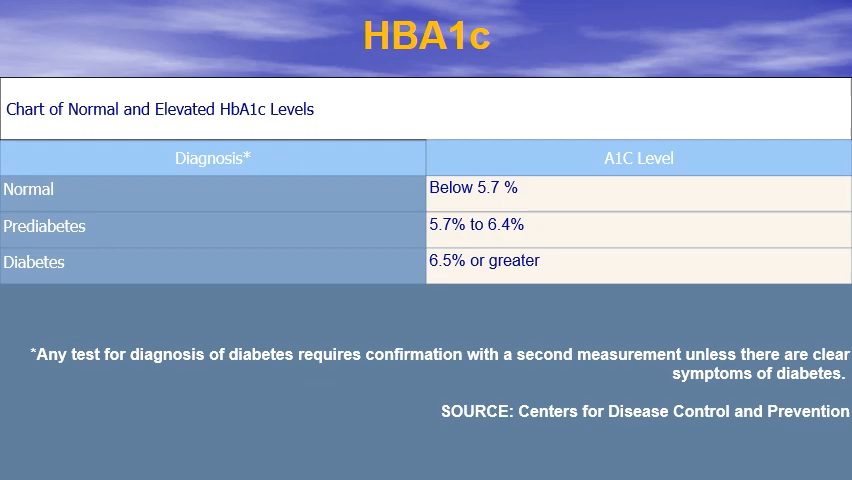 HBA1c
Chart of Normal and Elevated HbA1c Levels
Diagnosis* A1C Level
Normal Below 5.7 %
Prediabetes 5.7% to 6.4%
Diabetes 6.5% or greater
*Any test for diagnosis of diabetes requires confirmation with a second measurement unless there are clear
symptoms of diabetes.
SOURCE: Centers for Disease Control and Prevention